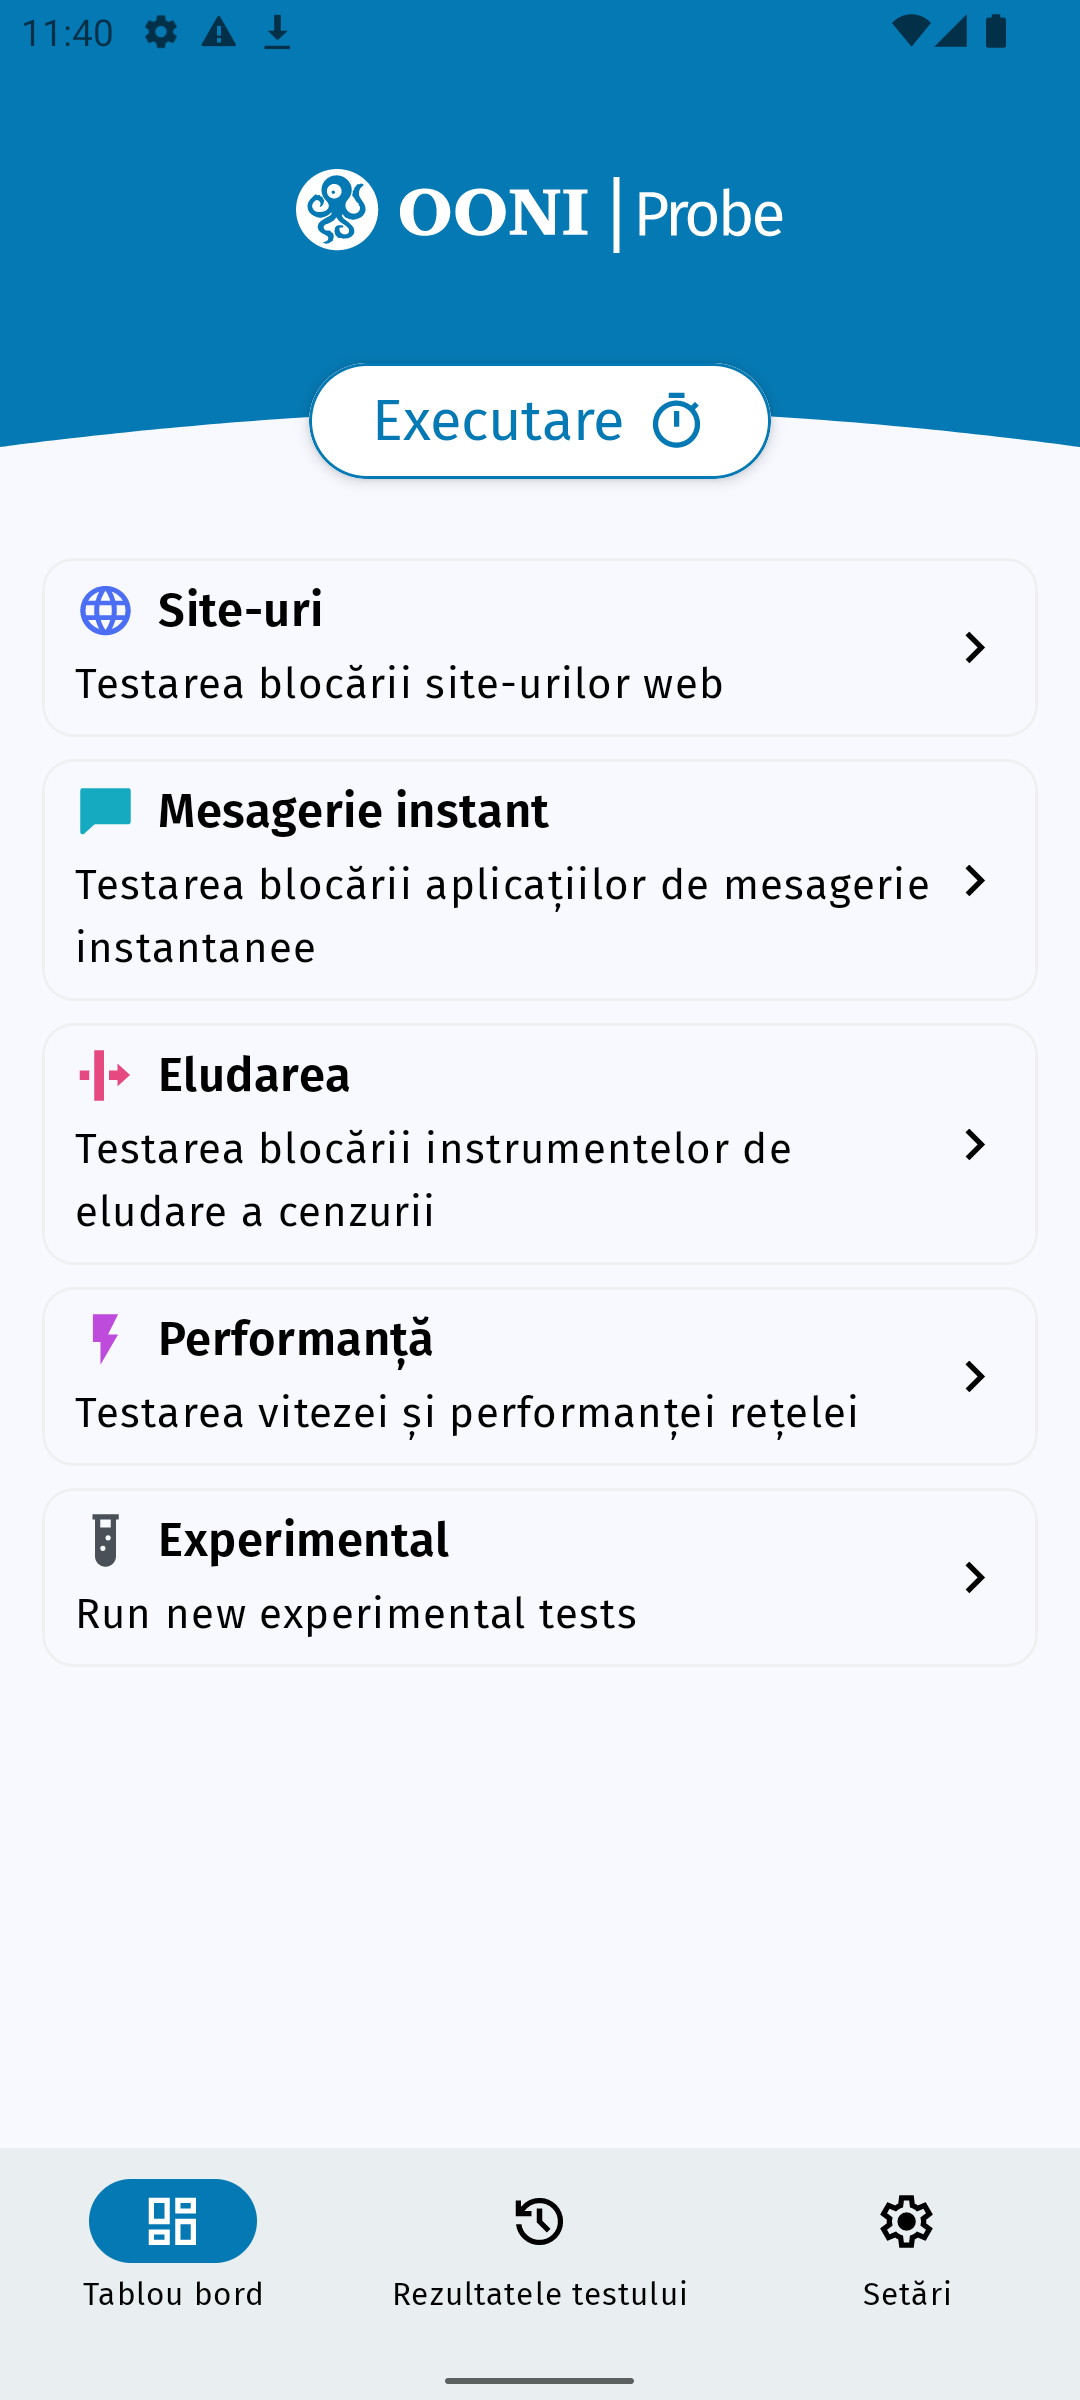 11:40
OONI | Probe
Executare
Site-uri
Testarea blocării site-urilor web
Mesagerie instant
Testarea blocării aplicațiilor de mesagerie
instantanee
Eludarea
Testarea blocării instrumentelor de
eludare a cenzurii
Performanță
Testarea vitezei și performanței rețelei
Experimental
Run new experimental tests
Tablou bord
Rezultatele testului
Setări